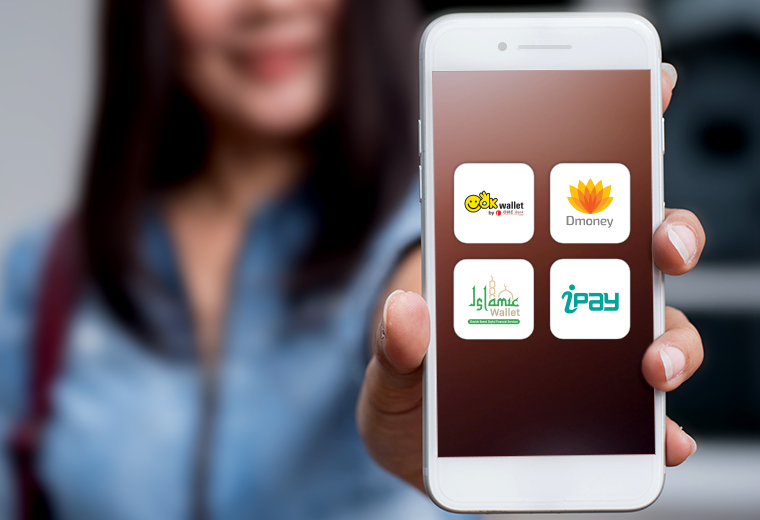 OK wallet
by ONE Bank
Dmoney
Islamic
Wallet
iPAY